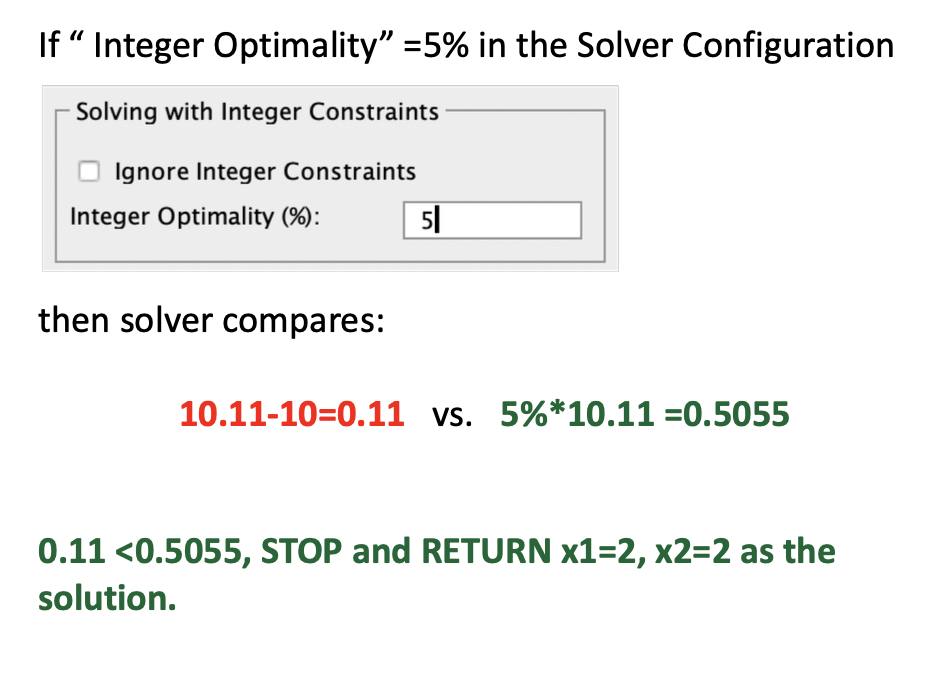 If “ Integer Optimality” =5% in the Solver Configuration
Solving with Integer Constraints
Ignore Integer Constraints
Integer Optimality (%): 5
then solver compares:
10.11-10=0.11 vs. 5%*10.11 =0.5055
0.11 <0.5055, STOP and RETURN x1=2, x2=2 as the
solution.